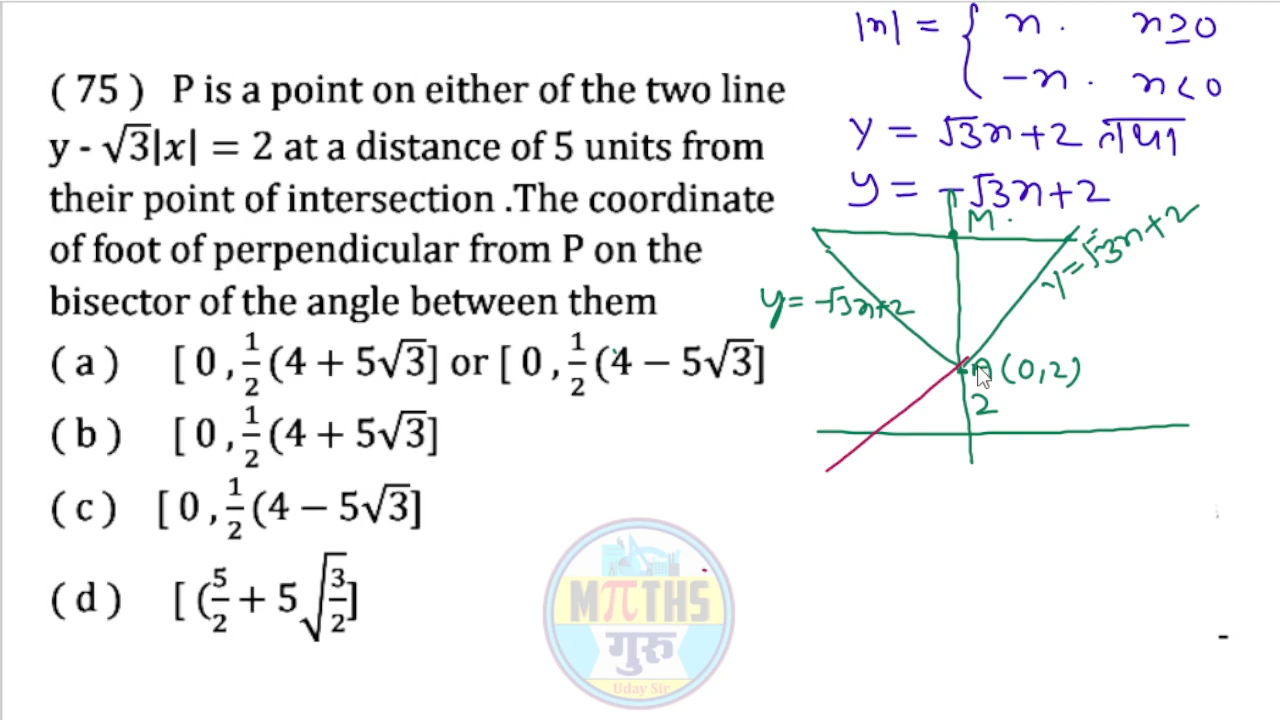 ( 75 ) P is a point on either of the two line
y - √3|x| = 2 at a distance of 5 units from
their point of intersection .The coordinate
of foot of perpendicular from P on the
bisector of the angle between them
( a ) [ 0 , 1/2 (4 + 5√3] or [ 0 , 1/2 (4 − 5√3]
( b ) [ 0 , 1/2 (4 + 5√3]
( c ) [ 0 , 1/2 (4 − 5√3]
( d ) [ (5/2 + 5 √3/2]
|x| = { x . x ≥ 0
-x . x < 0
y = √3x + 2 तथा
y = -√3x + 2
M
y = √3x + 2
y = -√3x + 2
A (0, 2)
2
MπTHS
गुरु
Uday Sir